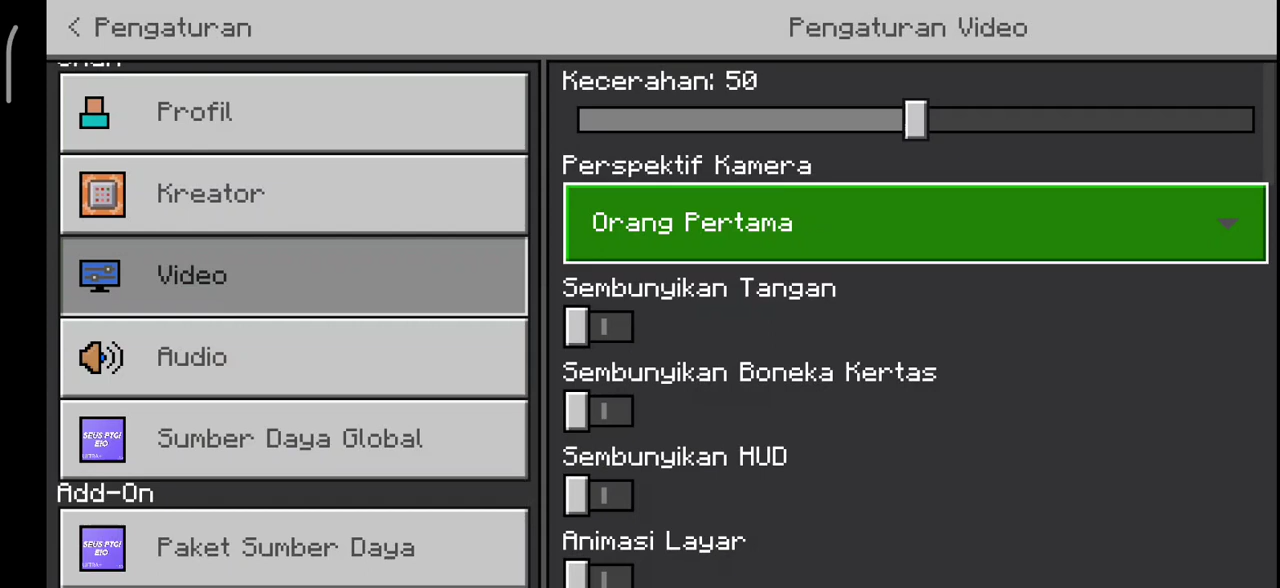 < Pengaturan
Pengaturan Video
Profil
Kreator
Video
Audio
Sumber Daya Global
Add-On
Paket Sumber Daya
Kecerahan: 50
Perspektif Kamera
Orang Pertama
Sembunyikan Tangan
Sembunyikan Boneka Kertas
Sembunyikan HUD
Animasi Layar